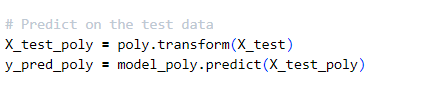 # Predict on the test data
X_test_poly = poly.transform(X_test)
y_pred_poly = model_poly.predict(X_test_poly)